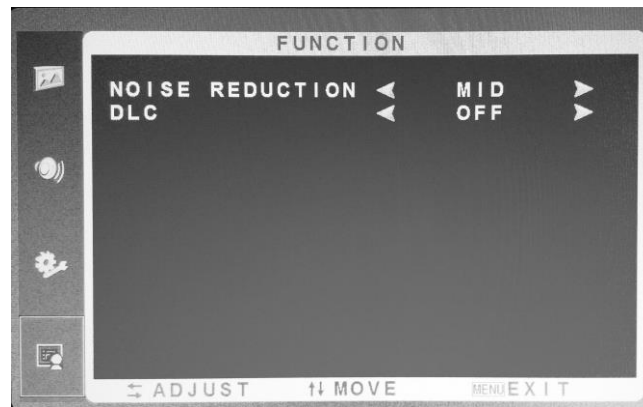 FUNCTION
NOISE REDUCTION MID
DLC OFF
ADJUST MOVE MENU EXIT